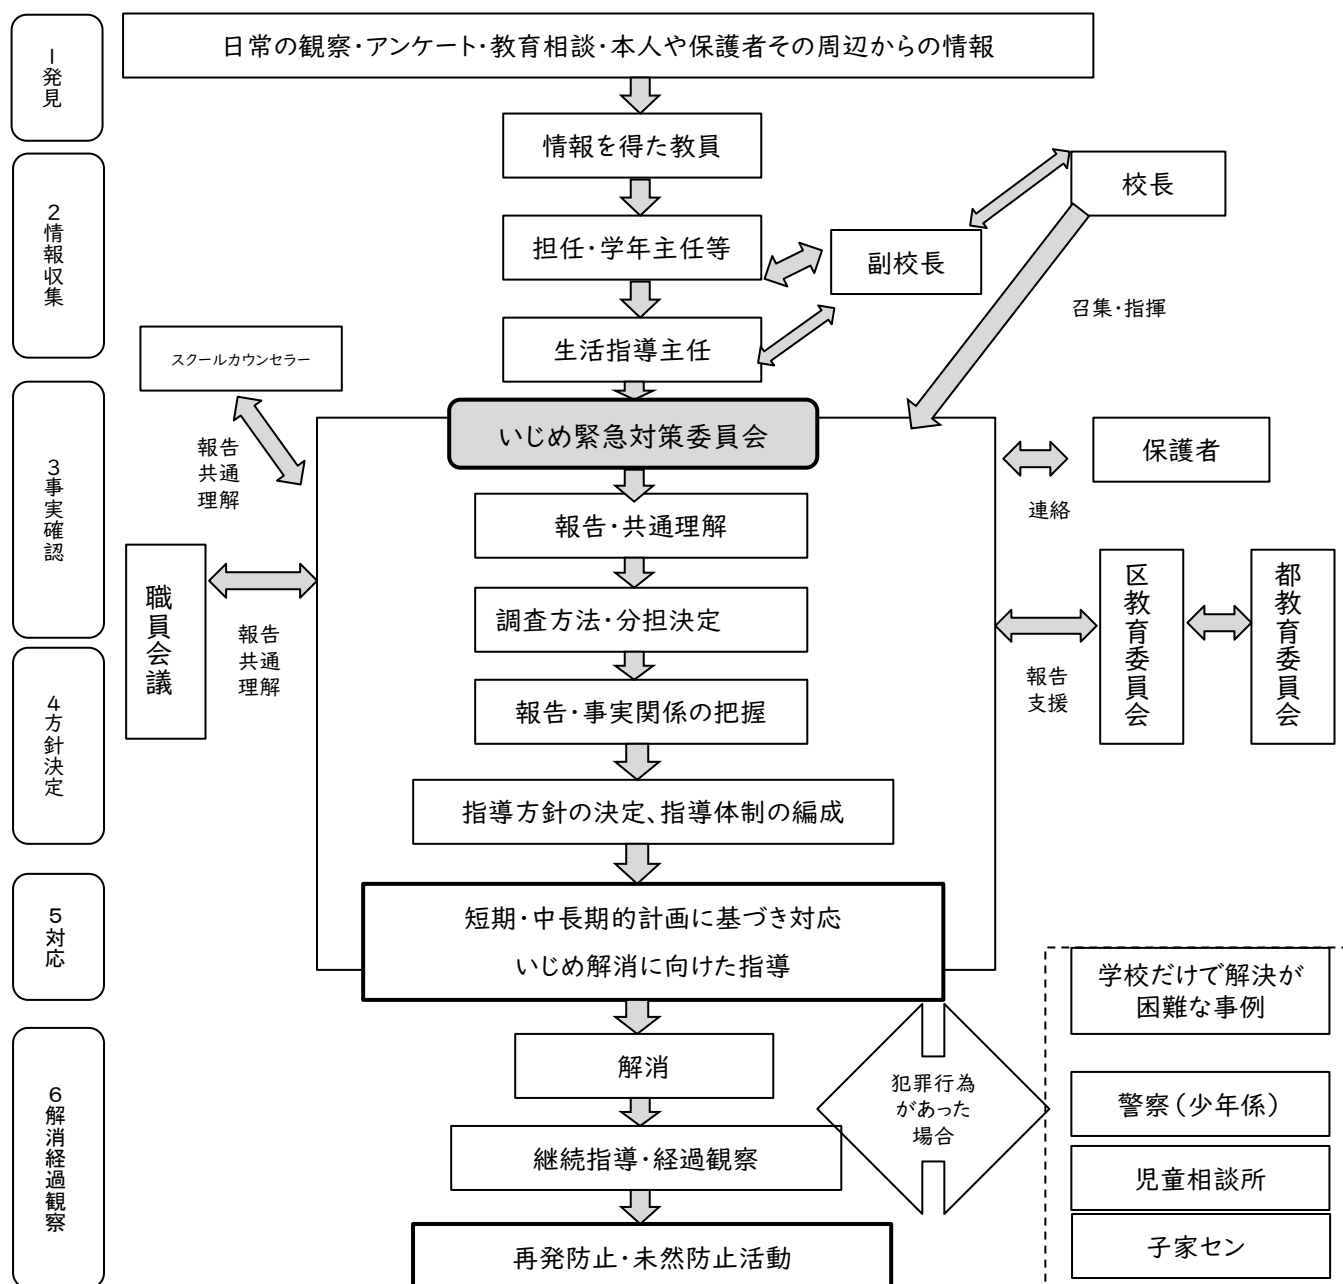 1発見
日常の観察・アンケート・教育相談・本人や保護者その周辺からの情報
情報を得た教員
2情報収集
校長
担任・学年主任等
副校長
召集・指揮
生活指導主任
スクールカウンセラー
3事実確認
いじめ緊急対策委員会
報告
共通
理解
保護者
連絡
報告・共通理解
職員会議
報告
共通
理解
調査方法・分担決定
区教育委員会
都教育委員会
報告
支援
4方針決定
報告・事実関係の把握
指導方針の決定、指導体制の編成
5対応
短期・中長期的計画に基づき対応
いじめ解消に向けた指導
学校だけで解決が
困難な事例
6解消経過観察
解消
犯罪行為
があった
場合
警察（少年係）
継続指導・経過観察
児童相談所
再発防止・未然防止活動
子家セン